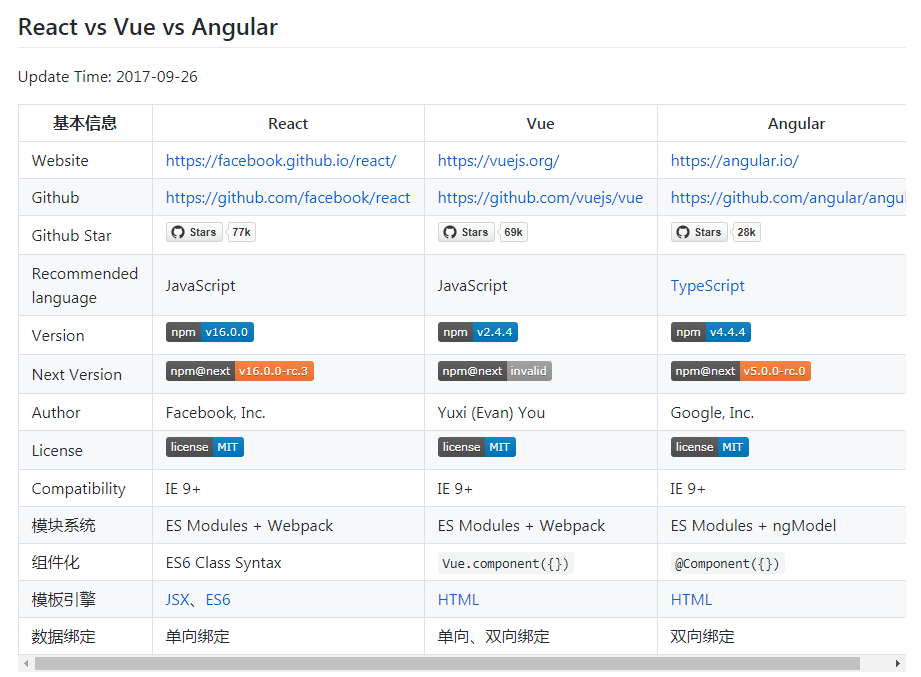 React vs Vue vs Angular
Update Time: 2017-09-26
基本信息 React Vue Angular
Website https://facebook.github.io/react/ https://vuejs.org/ https://angular.io/
Github https://github.com/facebook/react https://github.com/vuejs/vue https://github.com/angular/angul
Github Star Stars 77k Stars 69k Stars 28k
Recommended
language JavaScript JavaScript TypeScript
Version npm v16.0.0 npm v2.4.4 npm v4.4.4
Next Version npm@next v16.0.0-rc.3 npm@next invalid npm@next v5.0.0-rc.0
Author Facebook, Inc. Yuxi (Evan) You Google, Inc.
License license MIT license MIT license MIT
Compatibility IE 9+ IE 9+ IE 9+
模块系统 ES Modules + Webpack ES Modules + Webpack ES Modules + ngModel
组件化 ES6 Class Syntax Vue.component({}) @Component({})
模板引擎 JSX、ES6 HTML HTML
数据绑定 单向绑定 单向、双向绑定 双向绑定